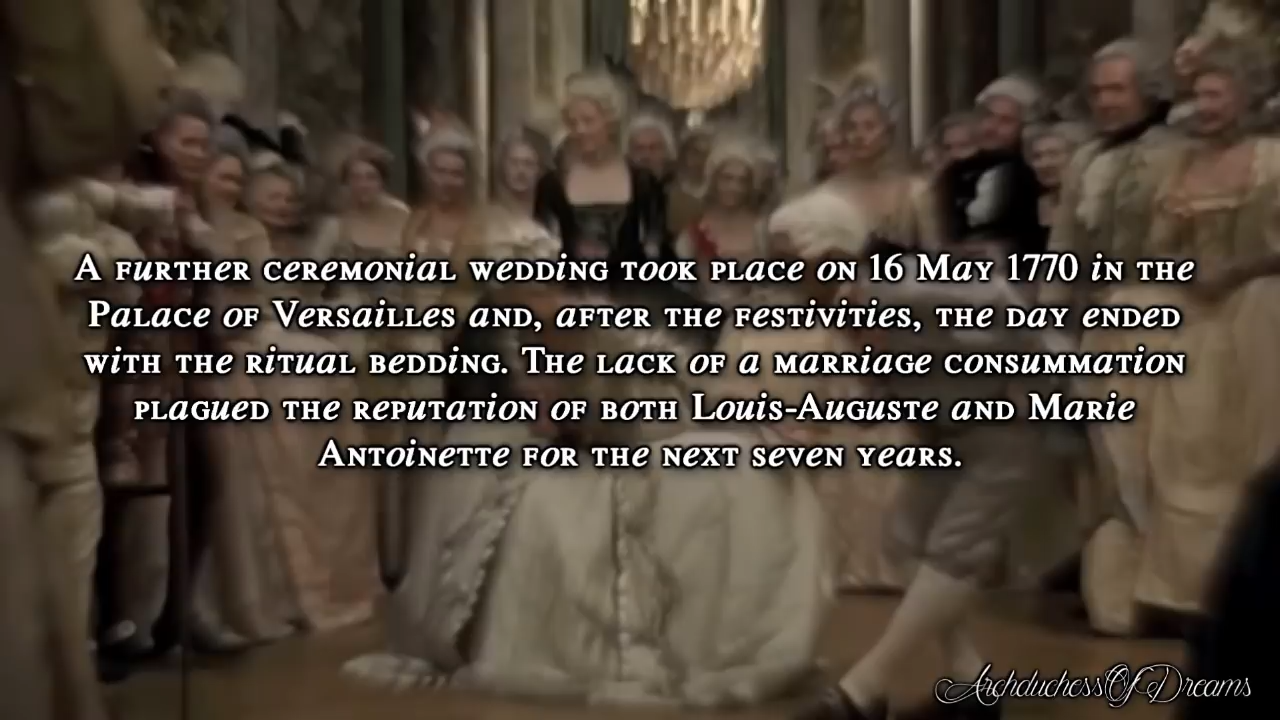 A further ceremonial wedding took place on 16 May 1770 in the
Palace of Versailles and, after the festivities, the day ended
with the ritual bedding. The lack of a marriage consummation
plagued the reputation of both Louis-Auguste and Marie
Antoinette for the next seven years.
ArchduchessOfDreams